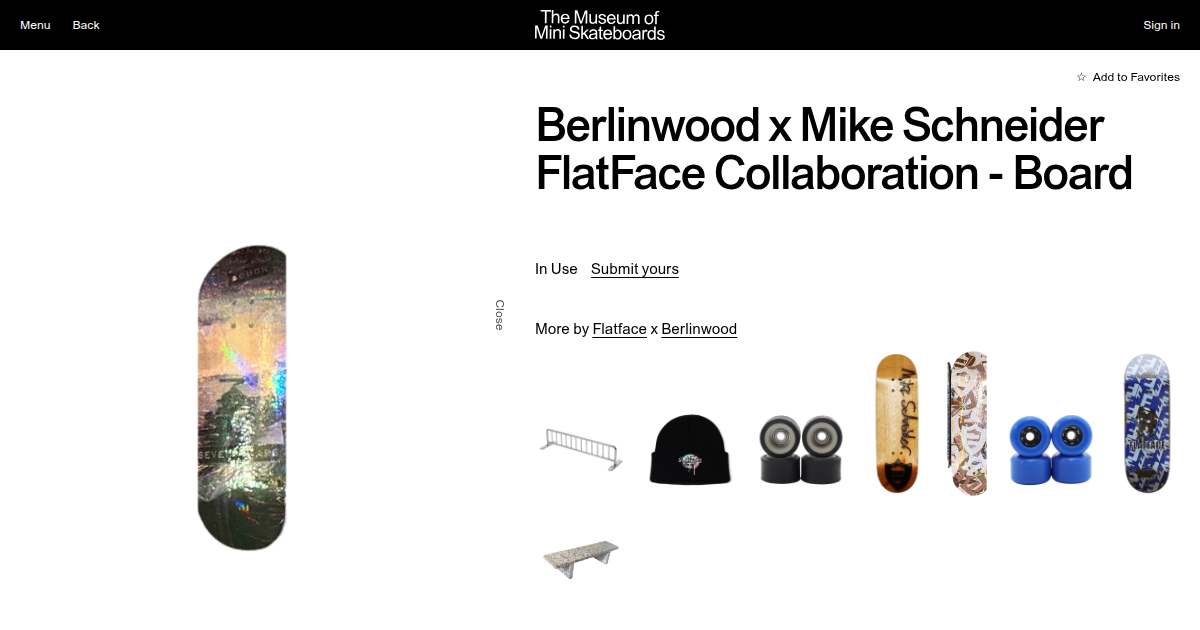 Menu
Back
The Museum of
Mini Skateboards
Sign in
☆ Add to Favorites
Berlinwood x Mike Schneider
FlatFace Collaboration - Board
In Use Submit yours
Close
More by Flatface x Berlinwood